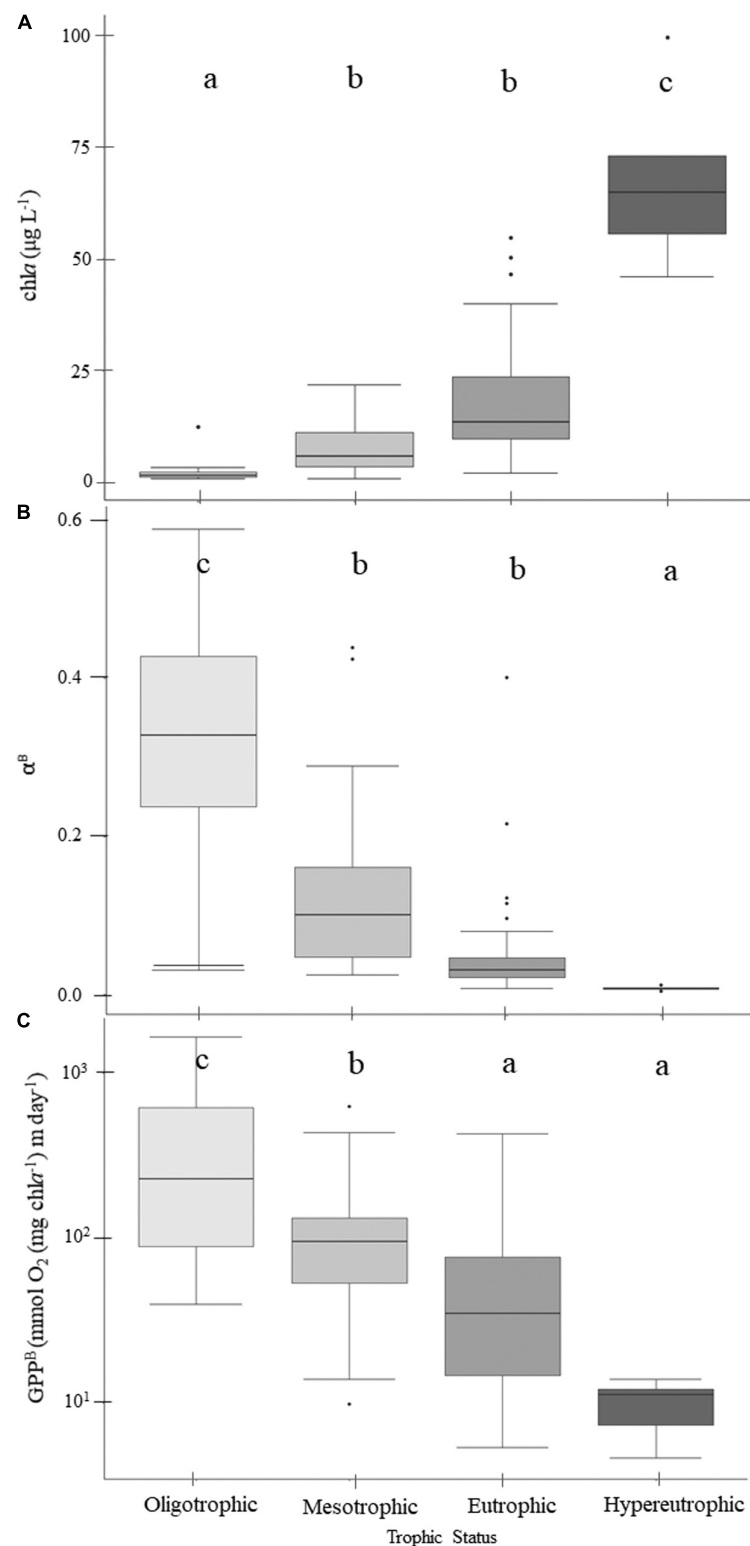 A
100
a
b
b
c
75
chla (µg L-1)
50
25
0
B
0.6
c
b
b
a
0.4
αB
0.2
0.0
C
c
b
a
a
103
GPPB (mmol O2 (mg chla-1) m day-1)
102
101
Oligotrophic
Mesotrophic
Eutrophic
Hypereutrophic
Trophic Status